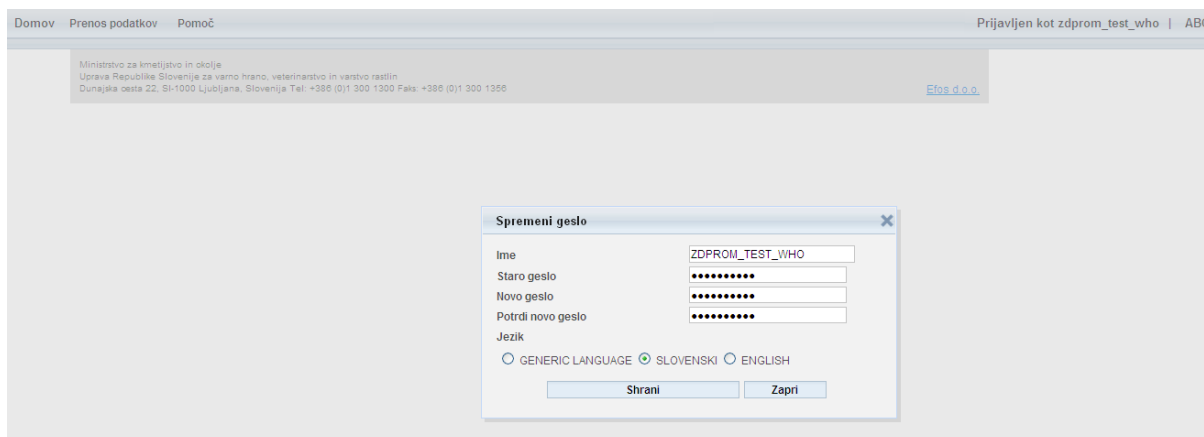 Domov Prenos podatkov Pomoč Prijavljen kot zdprom_test_who | ABC
Ministrstvo za kmetijstvo in okolje
Uprava Republike Slovenije za varno hrano, veterinarstvo in varstvo rastlin
Dunajska cesta 22, SI-1000 Ljubljana, Slovenija Tel: +386 (0)1 300 1300 Faks: +386 (0)1 300 1356
Efos d.o.o.
Spremeni geslo
Ime ZDPROM_TEST_WHO
Staro geslo ••••••••••
Novo geslo ••••••••••
Potrdi novo geslo ••••••••••
Jezik
GENERIC LANGUAGE SLOVENSKI ENGLISH
Shrani Zapri